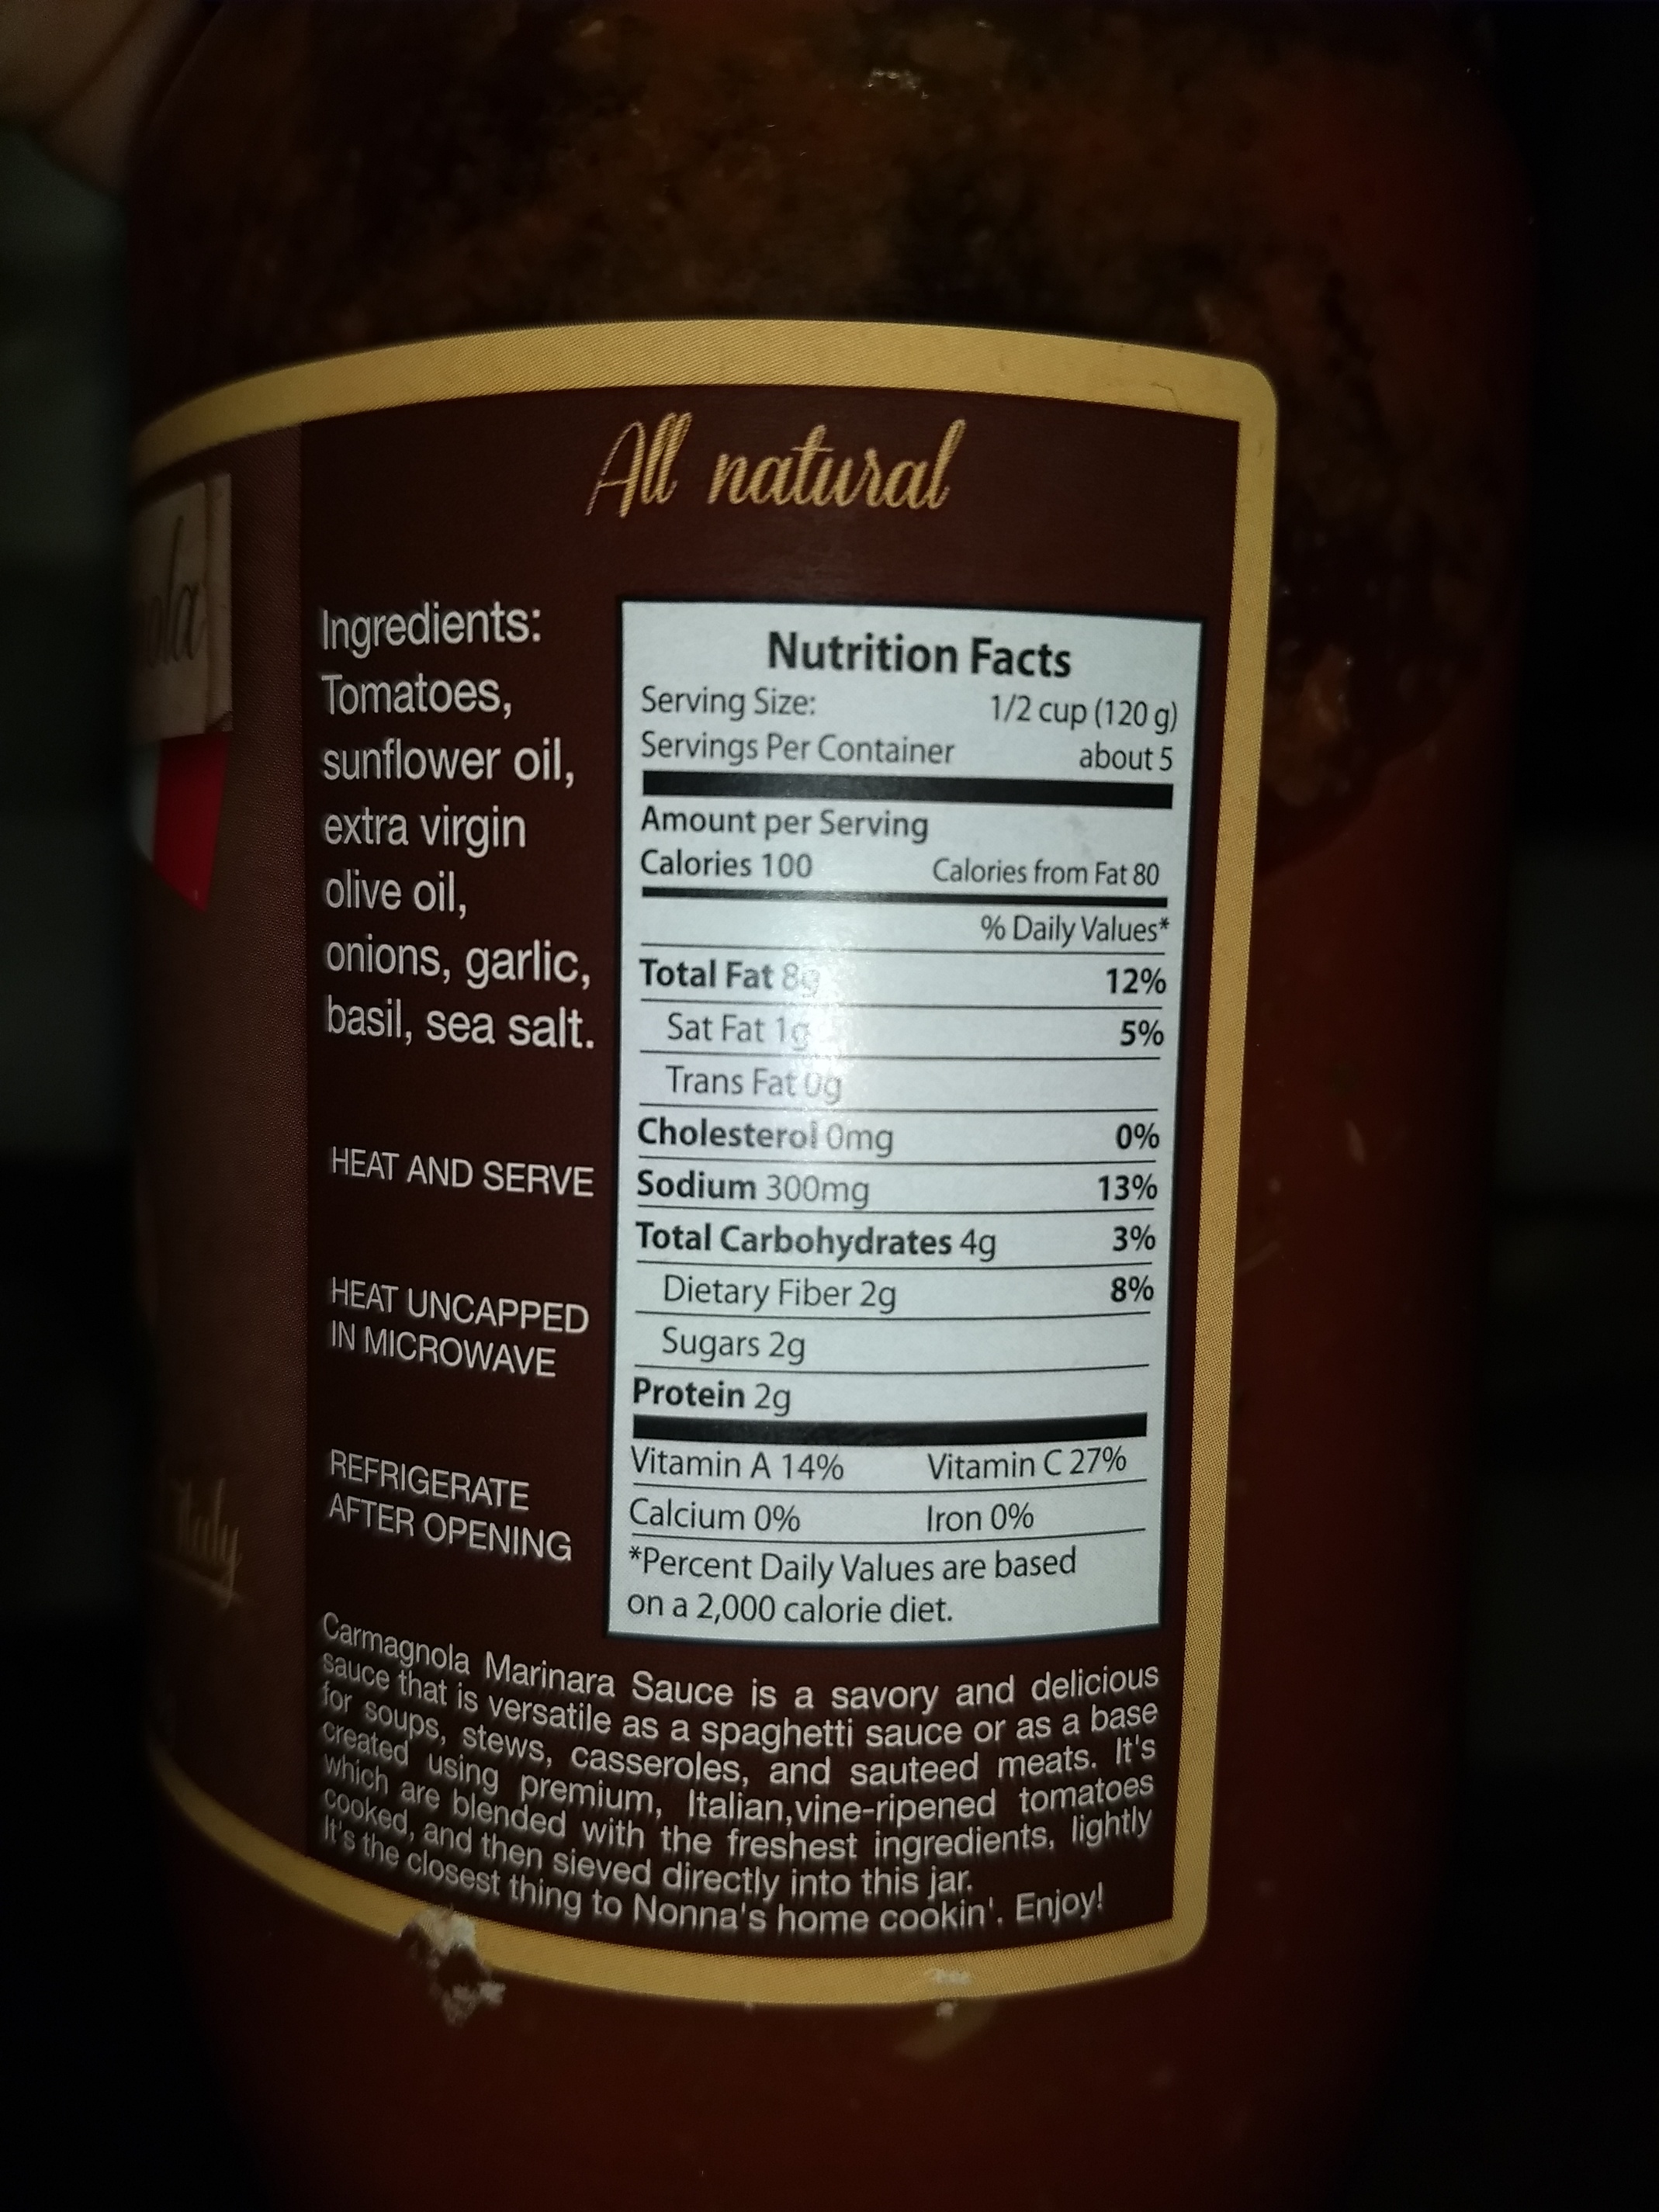 All natural
Ingredients:
Tomatoes,
sunflower oil,
extra virgin
olive oil,
onions, garlic,
basil, sea salt.
HEAT AND SERVE
HEAT UNCAPPED
IN MICROWAVE
REFRIGERATE
AFTER OPENING
Nutrition Facts
Serving Size: 1/2 cup (120 g)
Servings Per Container about 5
Amount per Serving
Calories 100 Calories from Fat 80
% Daily Values*
Total Fat 8g 12%
Sat Fat 1g 5%
Trans Fat 0g
Cholesterol 0mg 0%
Sodium 300mg 13%
Total Carbohydrates 4g 3%
Dietary Fiber 2g 8%
Sugars 2g
Protein 2g
Vitamin A 14% Vitamin C 27%
Calcium 0% Iron 0%
*Percent Daily Values are based
on a 2,000 calorie diet.
Carmagnola Marinara Sauce is a savory and delicious
sauce that is versatile as a spaghetti sauce or as a base
for soups, stews, casseroles, and sauteed meats. It's
created using premium, Italian,vine-ripened tomatoes
which are blended with the freshest ingredients, lightly
cooked, and then sieved directly into this jar.
It's the closest thing to Nonna's home cookin'. Enjoy!
Italy